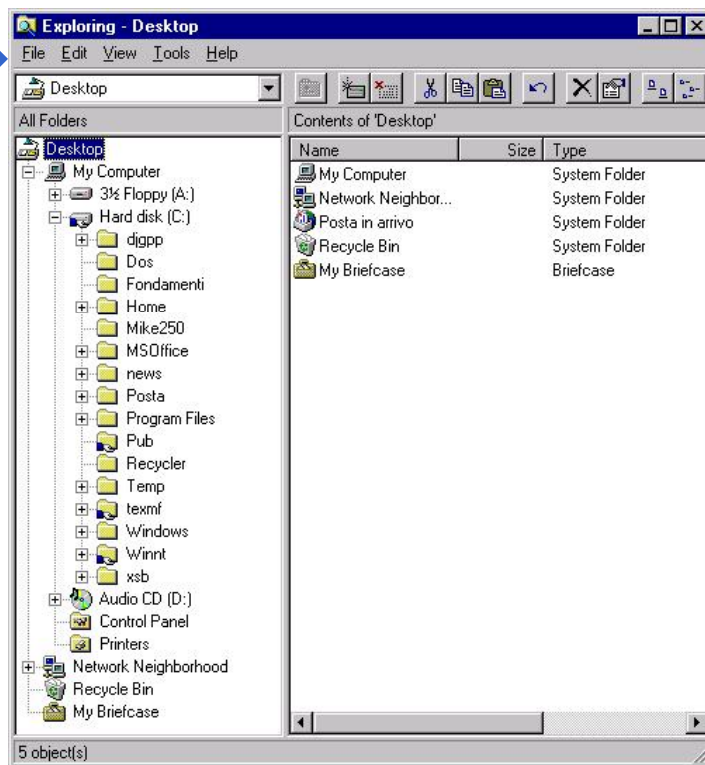 Exploring - Desktop
File Edit View Tools Help
Desktop
All Folders
Contents of 'Desktop'
Desktop
My Computer
3½ Floppy (A:)
Hard disk (C:)
djgpp
Dos
Fondamenti
Home
Mike250
MSOffice
news
Posta
Program Files
Pub
Recycler
Temp
texmf
Windows
Winnt
xsb
Audio CD (D:)
Control Panel
Printers
Network Neighborhood
Recycle Bin
My Briefcase
Name Size Type
My Computer System Folder
Network Neighbor... System Folder
Posta in arrivo System Folder
Recycle Bin System Folder
My Briefcase Briefcase
5 object(s)